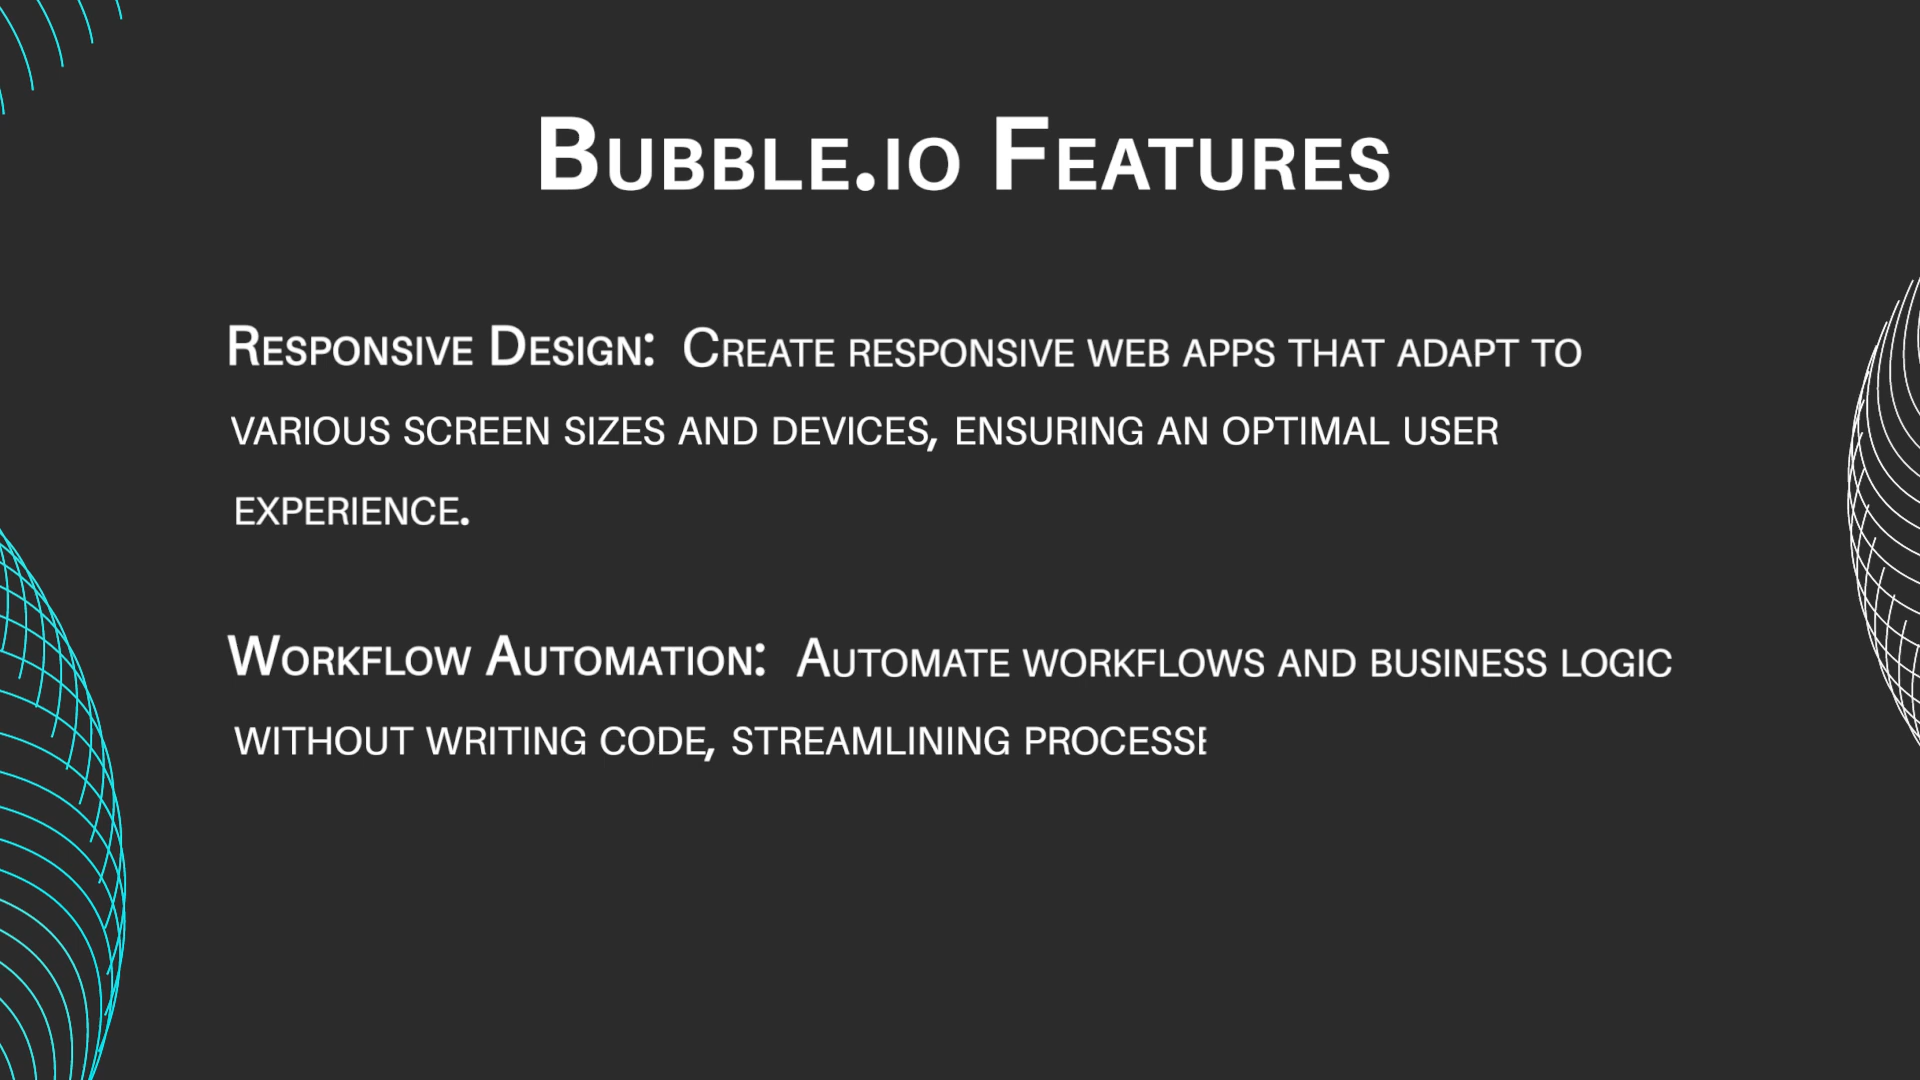 Bubble.io Features
Responsive Design: Create responsive web apps that adapt to
various screen sizes and devices, ensuring an optimal user
experience.
Workflow Automation: Automate workflows and business logic
without writing code, streamlining process